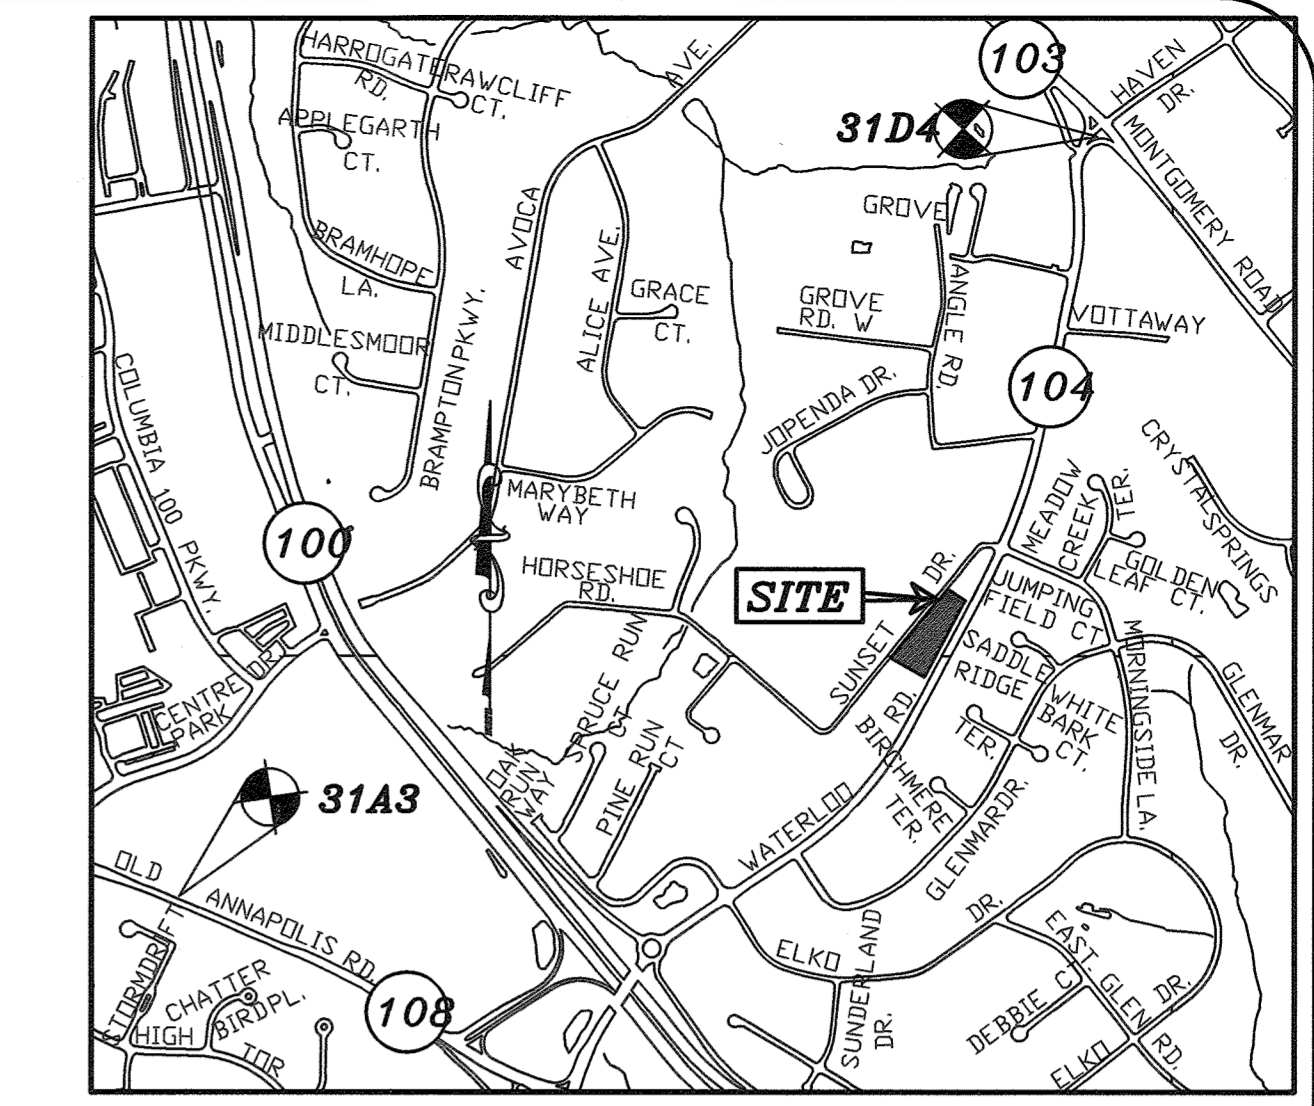 HARROGATE
RD.
RAWCLIFF
CT.
APPLEGARTH
CT.
BRAMHOPE
LA.
MIDDLESMOOR
CT.
BRAMPTON PKWY.
AVOCA
AVE.
ALICE AVE.
GRACE
CT.
MARYBETH
WAY
103
HAVEN
DR.
31D4
MONTGOMERY ROAD
GROVE
ANGLE RD.
GROVE
RD. W
VOTTAWAY
104
JOPENDA DR.
CRYSTAL SPRINGS
MEADOW
CREEK
TER.
GOLDEN
LEAF CT.
COLUMBIA 100 PKWY.
100
HORSESHOE
RD.
SITE
SUNSET DR.
JUMPING
FIELD CT
SADDLE
RIDGE
TER.
WHITE
BARK
CT.
MORNINGSIDE LA.
GLENMAR
DR.
CENTRE
PARK
DR.
SPRUCE RUN
CT
PINE RUN
CT
OAK
RUN
WAY
WATERLOO RD.
BIRCHMERE
TER.
GLENMAR DR.
31A3
OLD ANNAPOLIS RD.
108
STORMDRIFT
CHATTER
BIRD PL.
HIGH TOR
ELKO DR.
SUNDERLAND
DR.
EAST GLEN RD.
DEBBIE CT
ELKO DR.